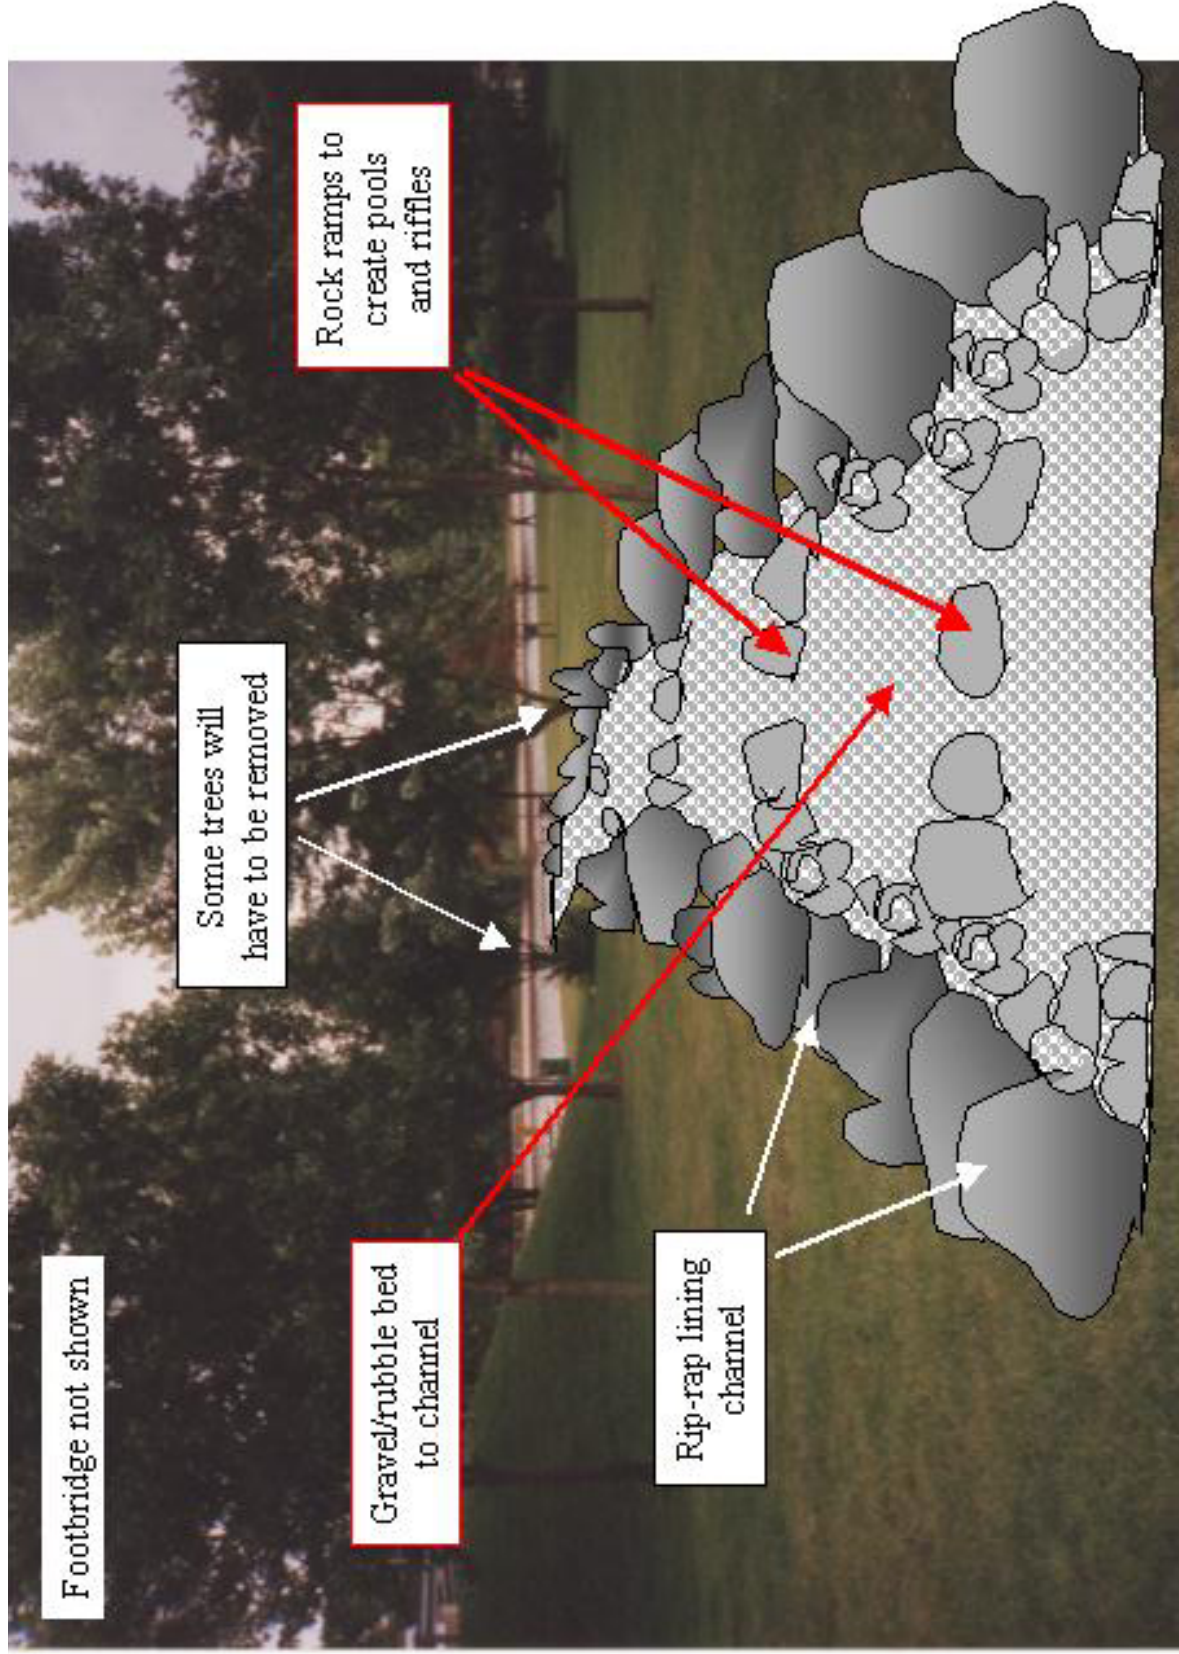 Footbridge not shown
Some trees will
have to be removed
Rock ramps to
create pools
and riffles
Gravel/rubble bed
to channel
Rip-rap lining
channel